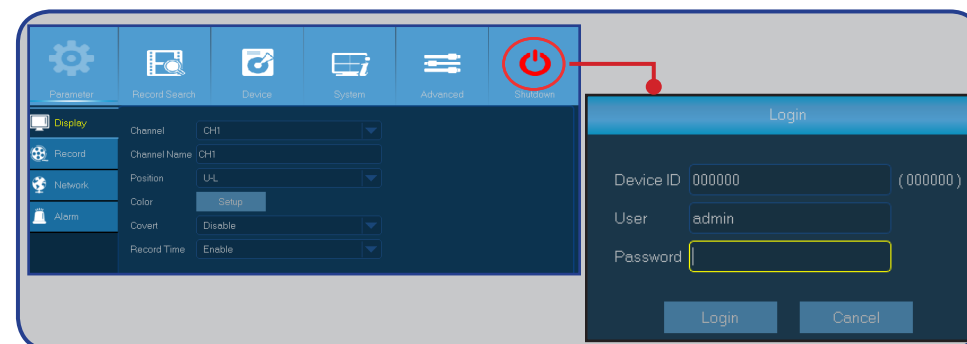 Parameter Record Search Device System Advanced Shutdown
Display
Record
Network
Alarm
Channel CH1
Channel Name CH1
Position U-L
Color Setup
Covert Disable
Record Time Enable
Login
Device ID 000000 (000000)
User admin
Password
Login Cancel